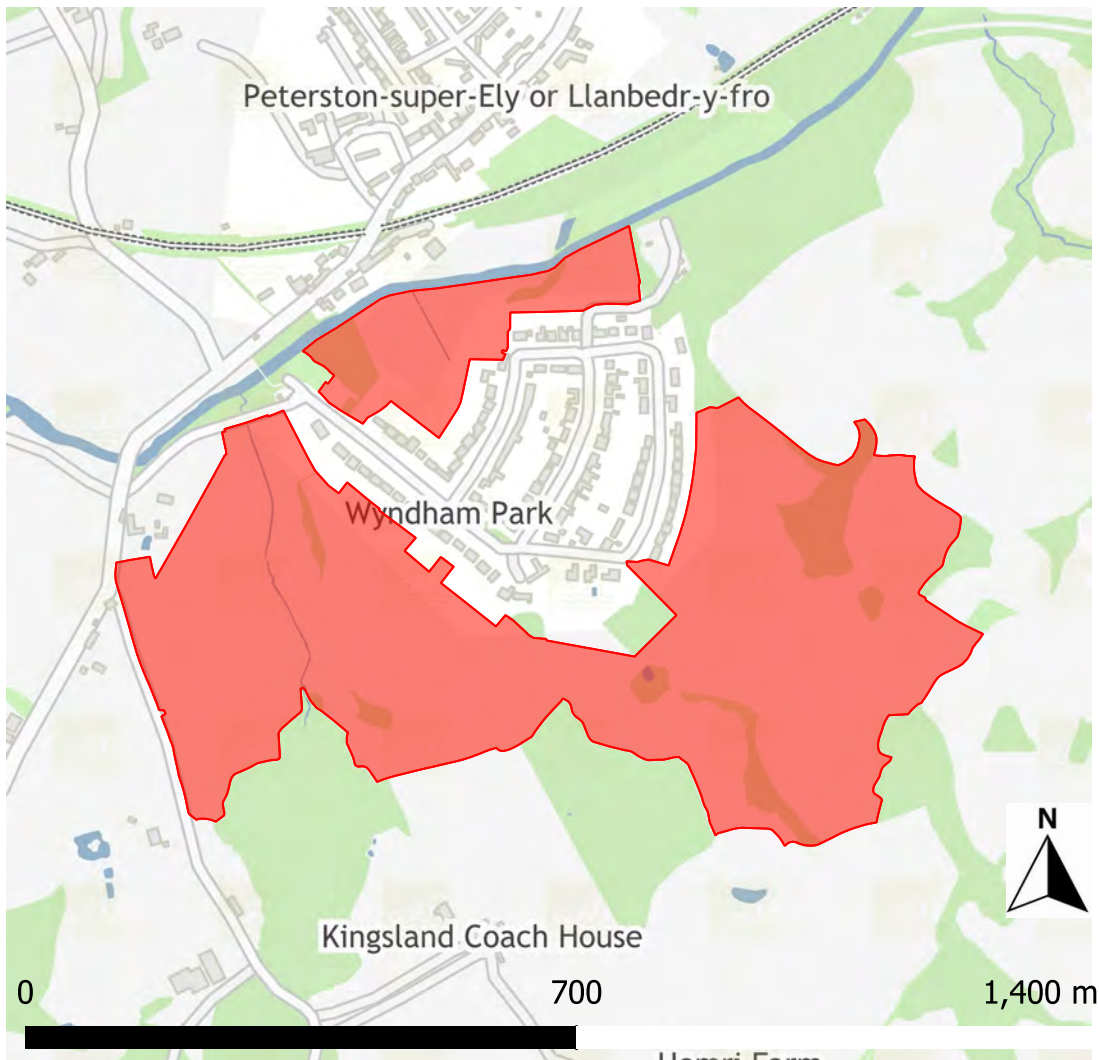 Peterston-super-Ely or Llanbedr-y-fro
Wyndham Park
N
Kingsland Coach House
0 700 1,400 m